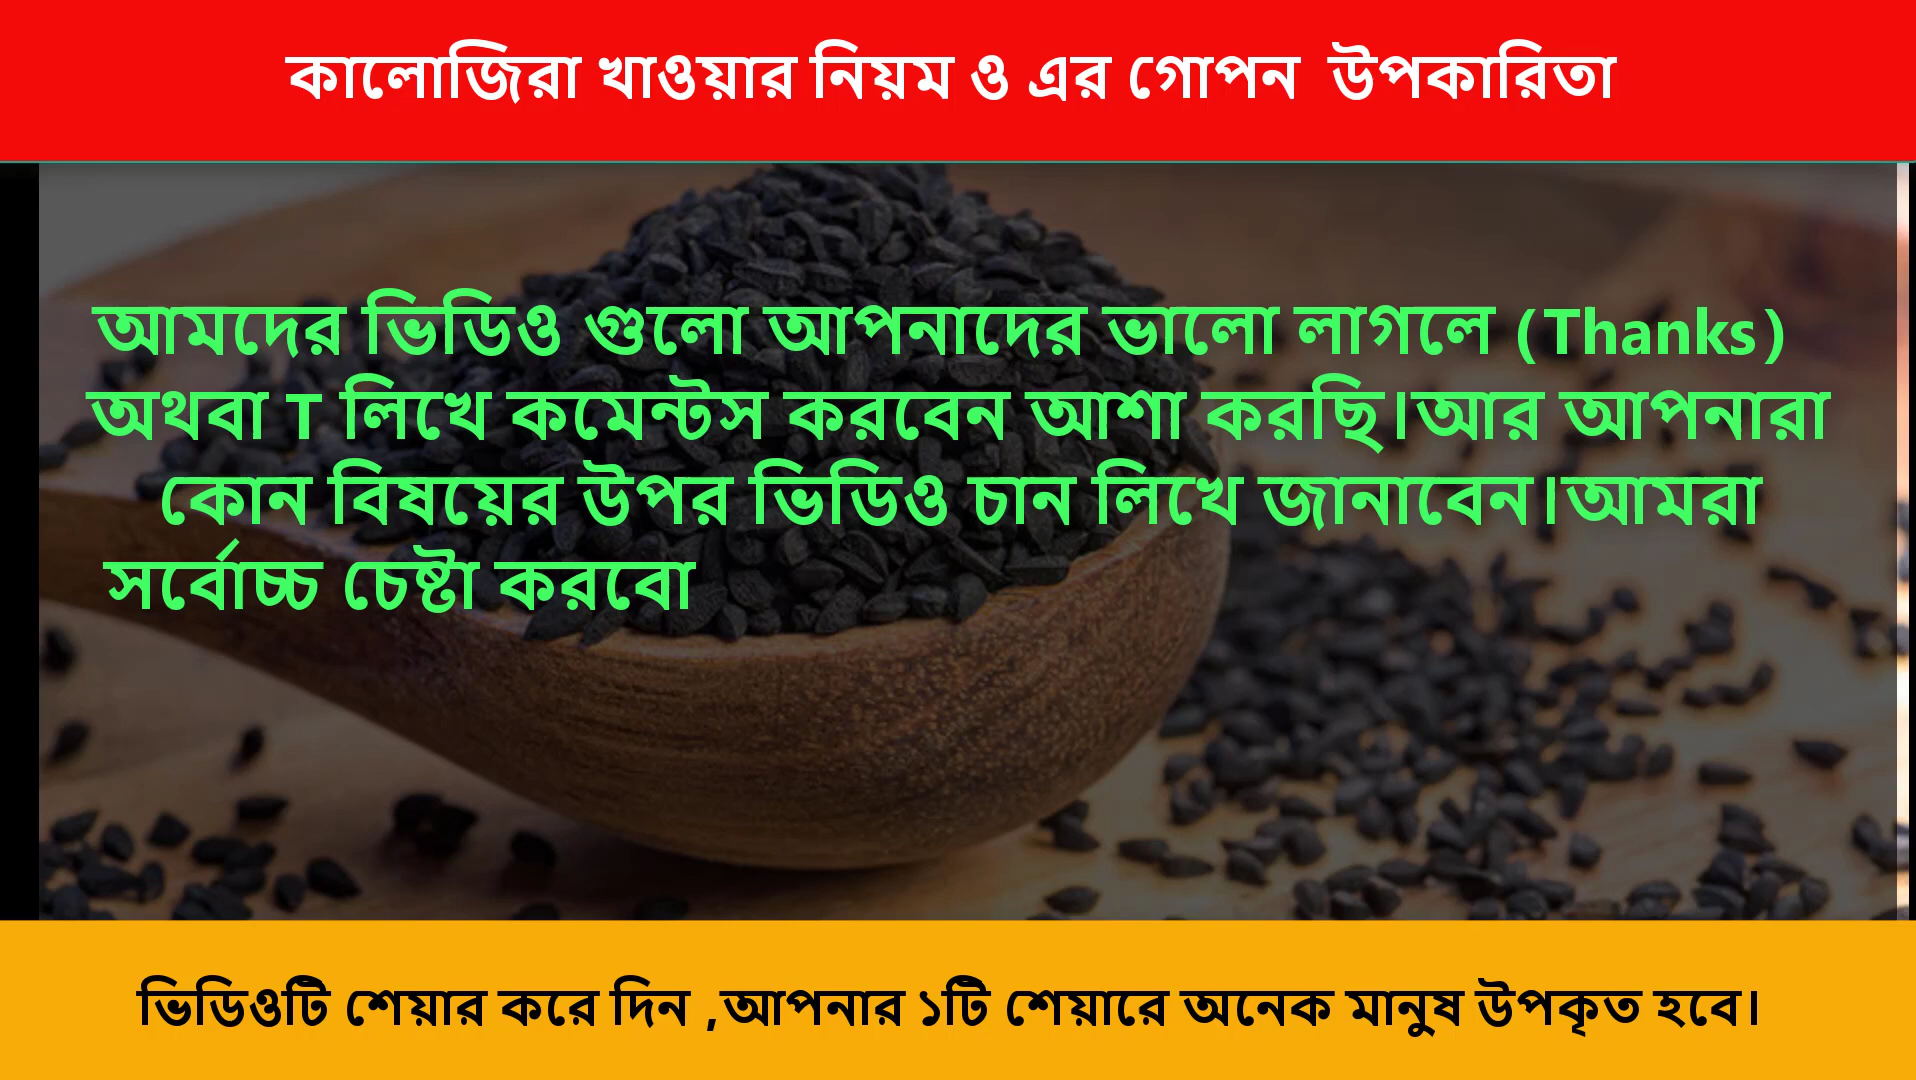 কালোজিরা খাওয়ার নিয়ম ও এর গোপন উপকারিতা
আমদের ভিডিও গুলো আপনাদের ভালো লাগলে (Thanks)
অথবা T লিখে কমেন্টস করবেন আশা করছি।আর আপনারা
কোন বিষয়ের উপর ভিডিও চান লিখে জানাবেন।আমরা
সর্বোচ্চ চেষ্টা করবো
ভিডিওটি শেয়ার করে দিন ,আপনার ১টি শেয়ারে অনেক মানুষ উপকৃত হবে।